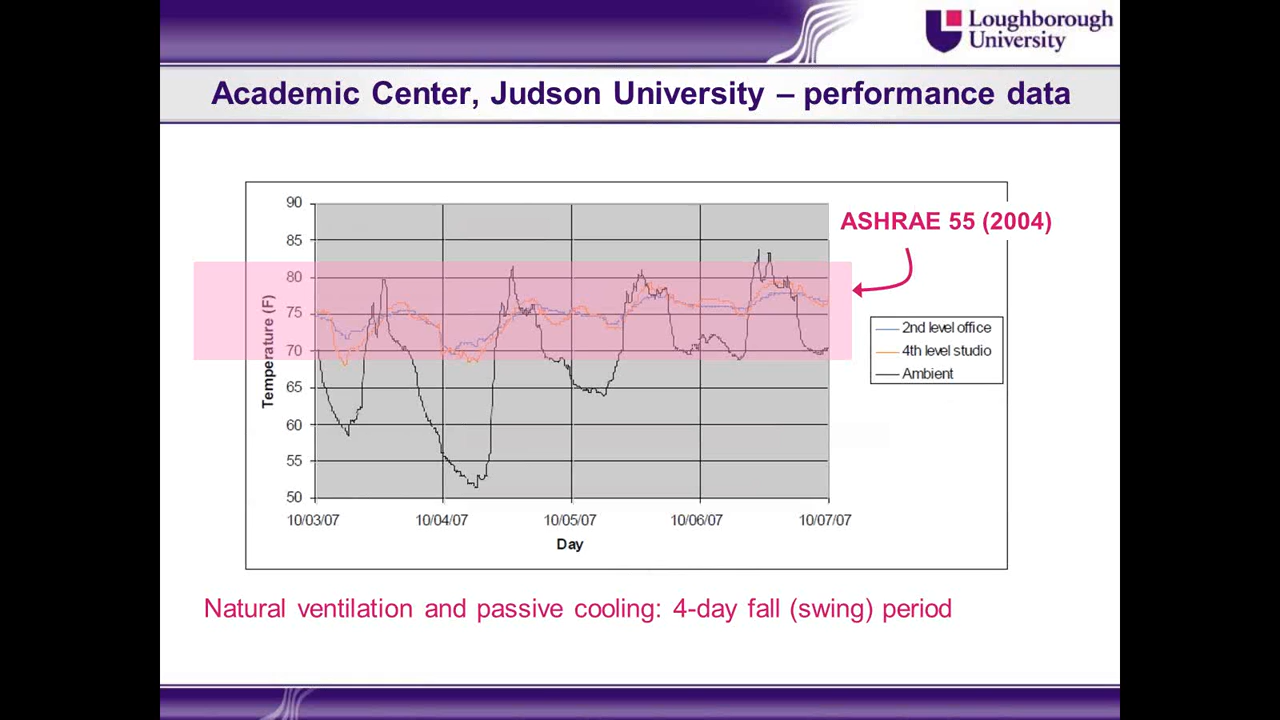 Loughborough
University
Academic Center, Judson University – performance data
ASHRAE 55 (2004)
90
85
80
75
70
65
60
55
50
Temperature (F)
2nd level office
4th level studio
Ambient
10/03/07 10/04/07 10/05/07 10/06/07 10/07/07
Day
Natural ventilation and passive cooling: 4-day fall (swing) period